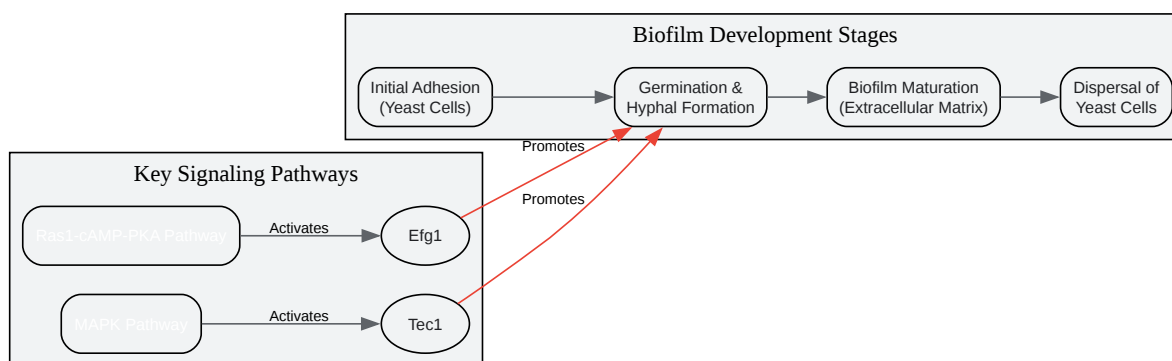 Biofilm Development Stages
Initial Adhesion
(Yeast Cells)
Germination &
Hyphal Formation
Biofilm Maturation
(Extracellular Matrix)
Dispersal of
Yeast Cells
Promotes
Promotes
Key Signaling Pathways
Ras1-cAMP-PKA Pathway
Activates
Efg1
MAPK Pathway
Activates
Tec1